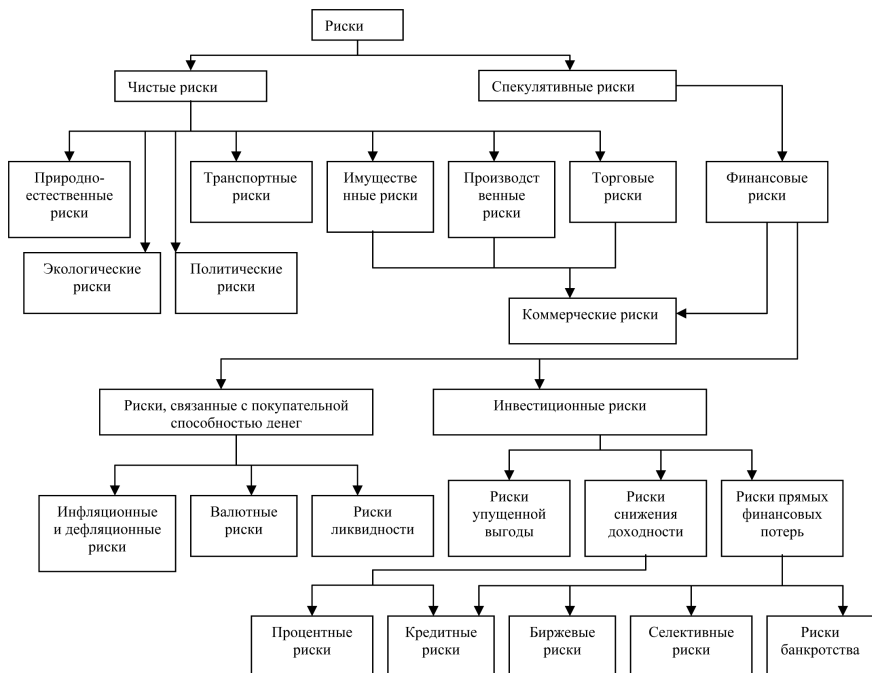 Риски
Чистые риски
Спекулятивные риски
Природно-
естественные
риски
Транспортные
риски
Имуществе
нные риски
Производст
венные
риски
Торговые
риски
Финансовые
риски
Экологические
риски
Политические
риски
Коммерческие риски
Риски, связанные с покупательной
способностью денег
Инвестиционные риски
Инфляционные
и дефляционные
риски
Валютные
риски
Риски
ликвидности
Риски
упущенной
выгоды
Риски
снижения
доходности
Риски прямых
финансовых
потерь
Процентные
риски
Кредитные
риски
Биржевые
риски
Селективные
риски
Риски
банкротства